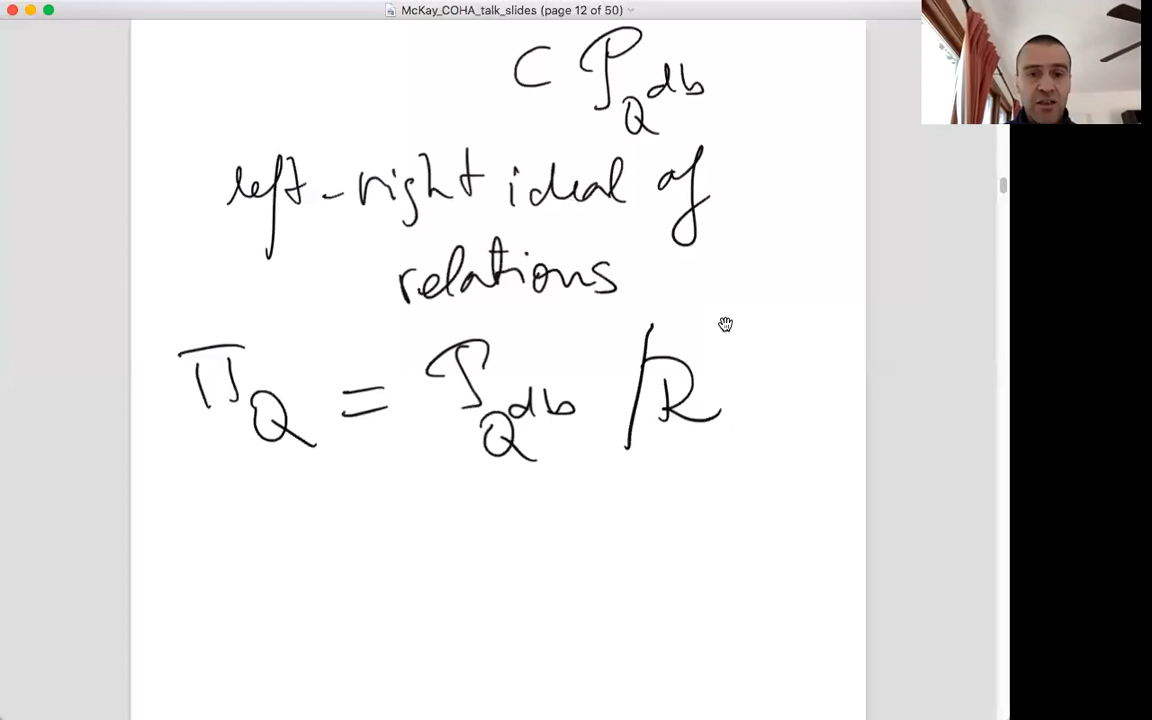 McKay_COHA_talk_slides (page 12 of 50)
⊂ P_Q^db
left-right ideal of
relations
Π_Q = P_Q^db / R